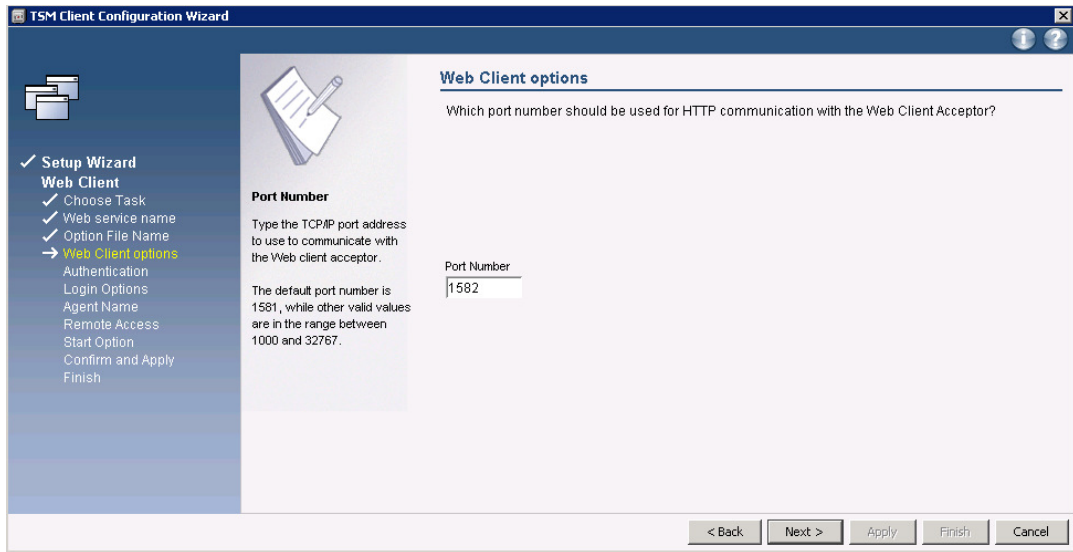 TSM Client Configuration Wizard
Setup Wizard
Web Client
Choose Task
Web service name
Option File Name
Web Client options
Authentication
Login Options
Agent Name
Remote Access
Start Option
Confirm and Apply
Finish
Port Number
Type the TCP/IP port address
to use to communicate with
the Web client acceptor.
The default port number is
1581, while other valid values
are in the range between
1000 and 32767.
Web Client options
Which port number should be used for HTTP communication with the Web Client Acceptor?
Port Number
1582
< Back Next > Apply Finish Cancel